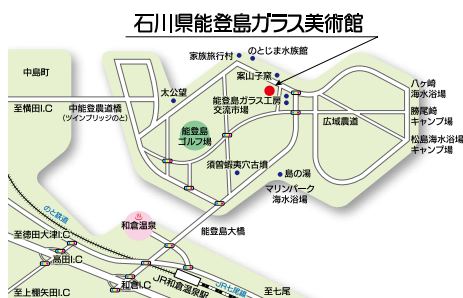 石川県能登島ガラス美術館
家族旅行村
のとじま水族館
中島町
案山子窯
八ヶ崎
海水浴場
太公望
至横田I.C
中能登農道橋
(ツインブリッジのと)
能登島ガラス工房
交流市場
広域農道
勝尾崎
キャンプ場
能登島
ゴルフ場
松島海水浴場
キャンプ場
須曽蝦夷穴古墳
島の湯
マリンパーク
海水浴場
のと鉄道
和倉温泉
能登島大橋
至徳田大津I.C
高田I.C
和倉I.C
JR和倉温泉駅
JR七尾線
至上棚矢田I.C
至七尾